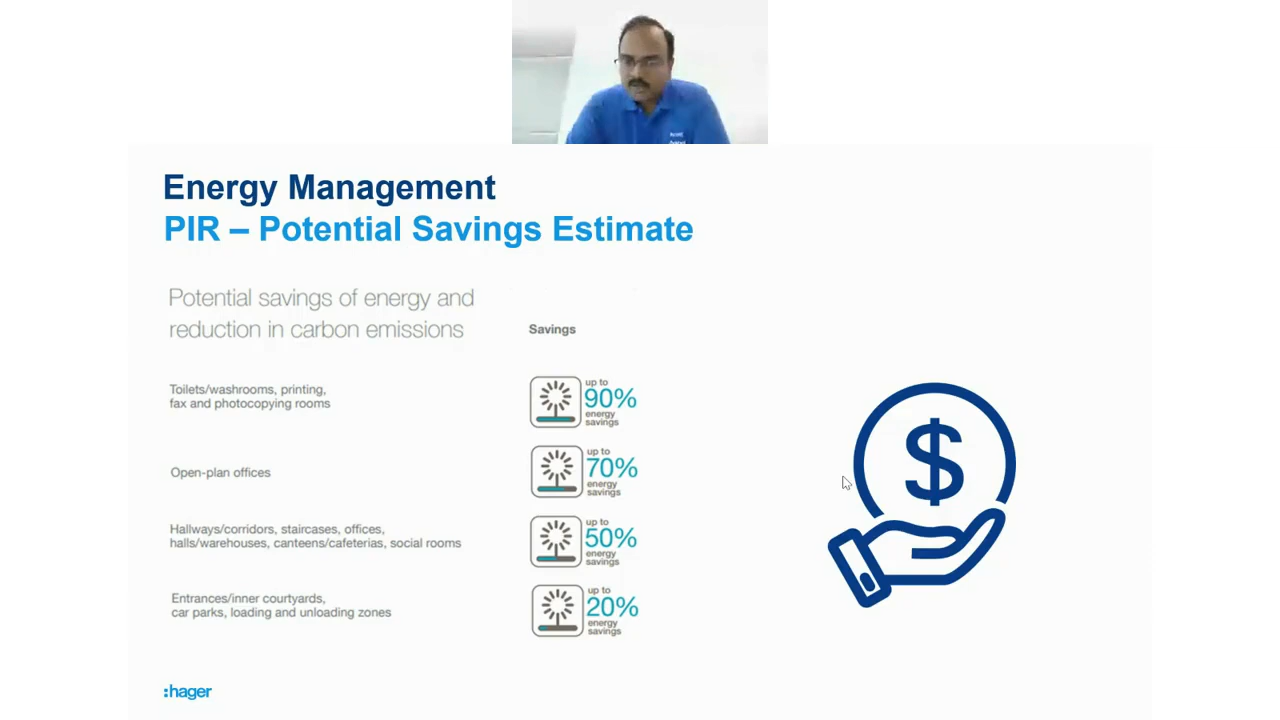 Energy Management
PIR – Potential Savings Estimate
Potential savings of energy and
reduction in carbon emissions
Savings
Toilets/washrooms, printing,
fax and photocopying rooms
up to
90%
energy
savings
Open-plan offices
up to
70%
energy
savings
Hallways/corridors, staircases, offices,
halls/warehouses, canteens/cafeterias, social rooms
up to
50%
energy
savings
Entrances/inner courtyards,
car parks, loading and unloading zones
up to
20%
energy
savings
$
:hager